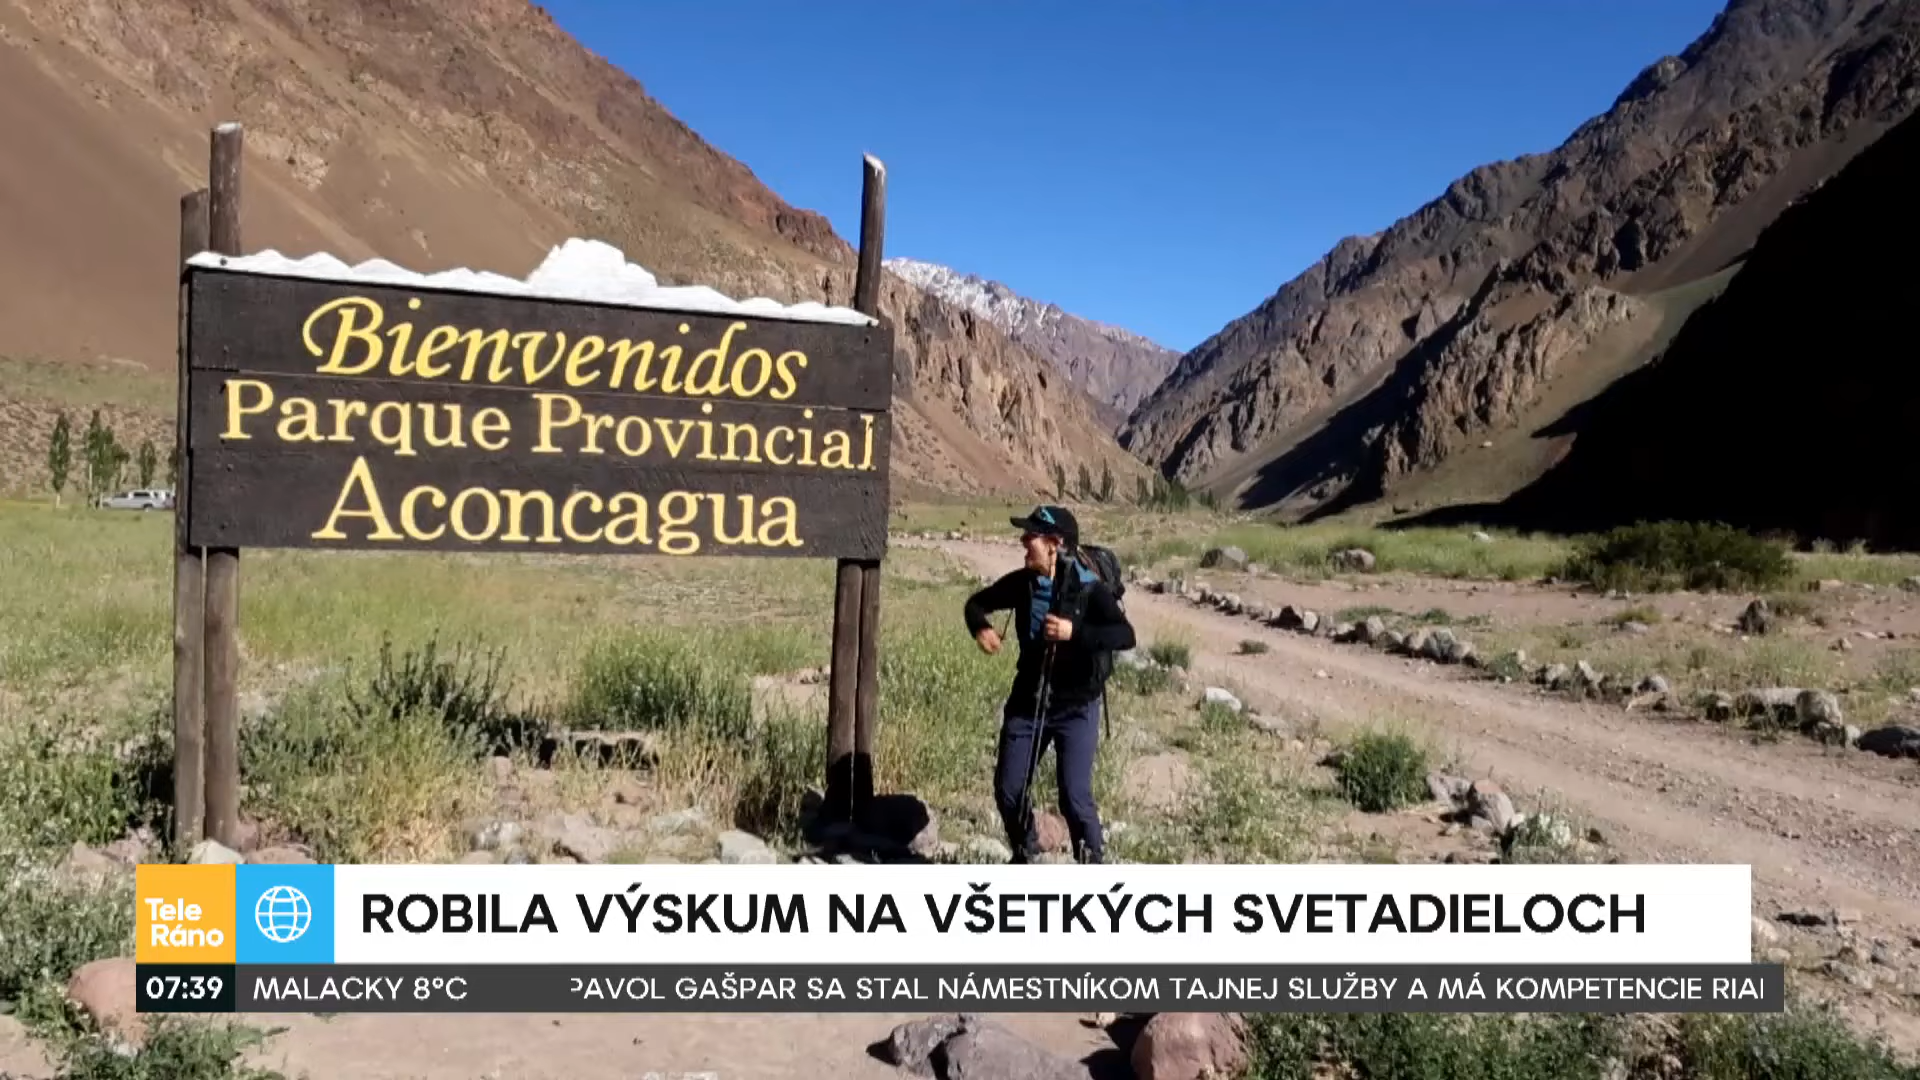 Bienvenidos
Parque Provincial
Aconcagua
Tele
Ráno
ROBILA VÝSKUM NA VŠETKÝCH SVETADIELOCH
07:39
MALACKY 8°C
PAVOL GAŠPAR SA STAL NÁMESTNÍKOM TAJNEJ SLUŽBY A MÁ KOMPETENCIE